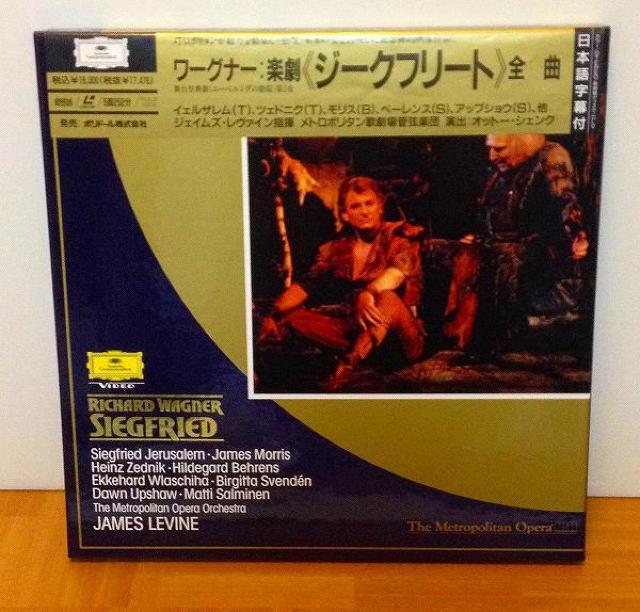 ワーグナー:楽劇《ジークフリート》全曲
日本語字幕付
イェルザレム(T)、ツェドニク(T)、モリス(B)、ベーレンス(S)、アップショウ(S)、他
ジェイムズ・レヴァイン指揮 メトロポリタン歌劇場管弦楽団 演出:オットー・シェンク
発売 ポリドール株式会社
VIDEO
RICHARD WAGNER
SIEGFRIED
Siegfried Jerusalem · James Morris
Heinz Zednik · Hildegard Behrens
Ekkehard Wlaschiha · Birgitta Svendén
Dawn Upshaw · Matti Salminen
The Metropolitan Opera Orchestra
JAMES LEVINE
The Metropolitan Opera